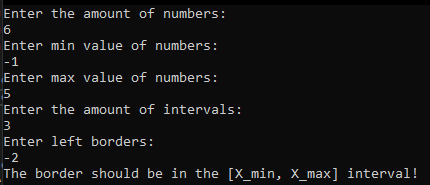 Enter the amount of numbers:
6
Enter min value of numbers:
-1
Enter max value of numbers:
5
Enter the amount of intervals:
3
Enter left borders:
-2
The border should be in the [X_min, X_max] interval!